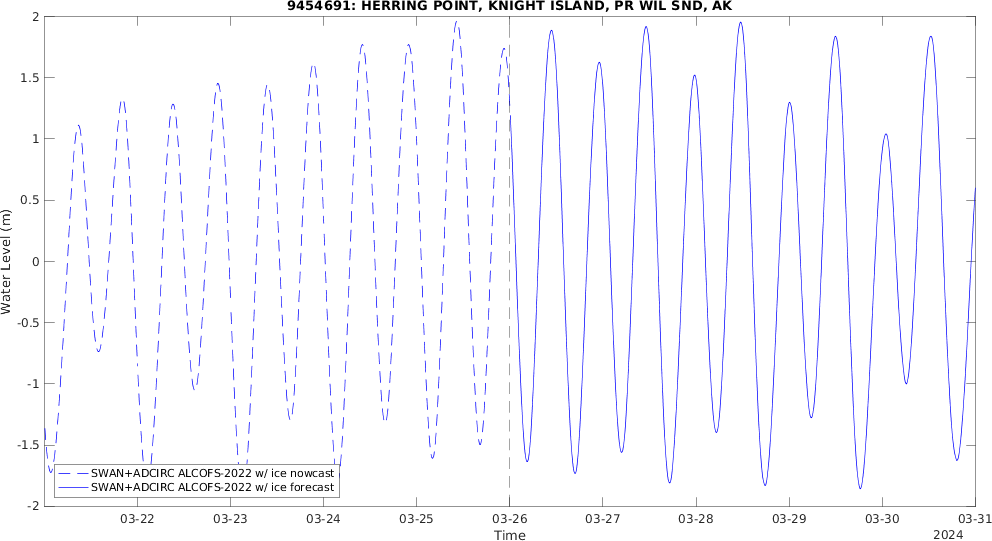 9454691: HERRING POINT, KNIGHT ISLAND, PR WIL SND, AK
2
1.5
1
0.5
0
-0.5
-1
-1.5
-2
Water Level (m)
SWAN+ADCIRC ALCOFS-2022 w/ ice nowcast
SWAN+ADCIRC ALCOFS-2022 w/ ice forecast
03-22 03-23 03-24 03-25 03-26 03-27 03-28 03-29 03-30 03-31
Time
2024